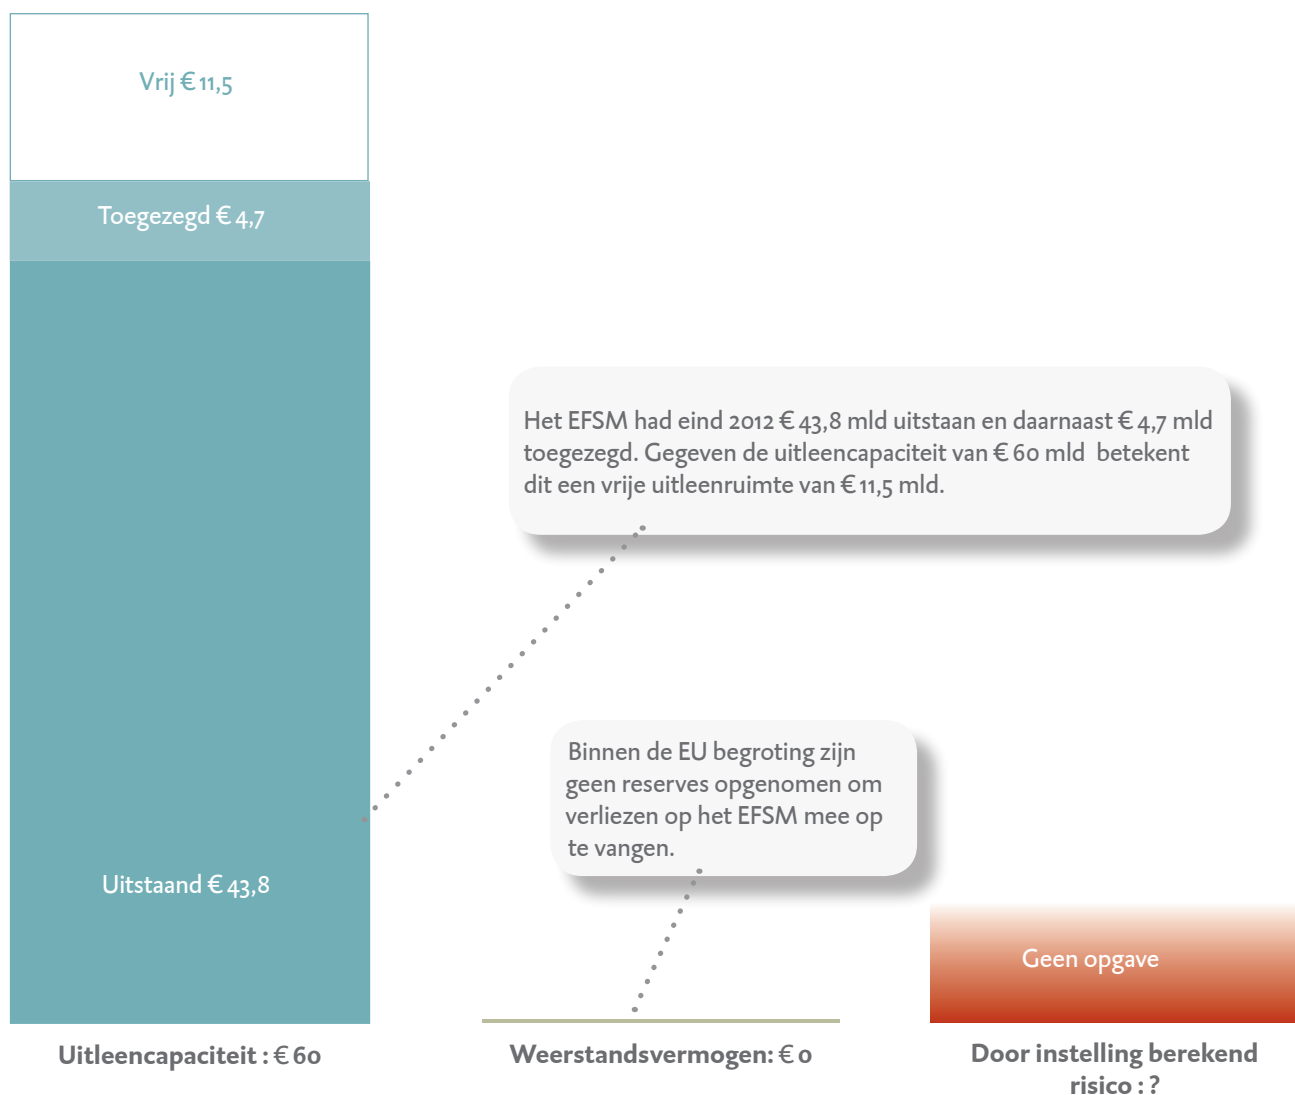 Vrij € 11,5
Toegezegd € 4,7
Het EFSM had eind 2012 € 43,8 mld uitstaan en daarnaast € 4,7 mld
toegezegd. Gegeven de uitleencapaciteit van € 60 mld betekent
dit een vrije uitleenruimte van € 11,5 mld.
Binnen de EU begroting zijn
geen reserves opgenomen om
verliezen op het EFSM mee op
te vangen.
Uitstaand € 43,8
Geen opgave
Uitleencapaciteit : € 60
Weerstandsvermogen: € 0
Door instelling berekend
risico : ?